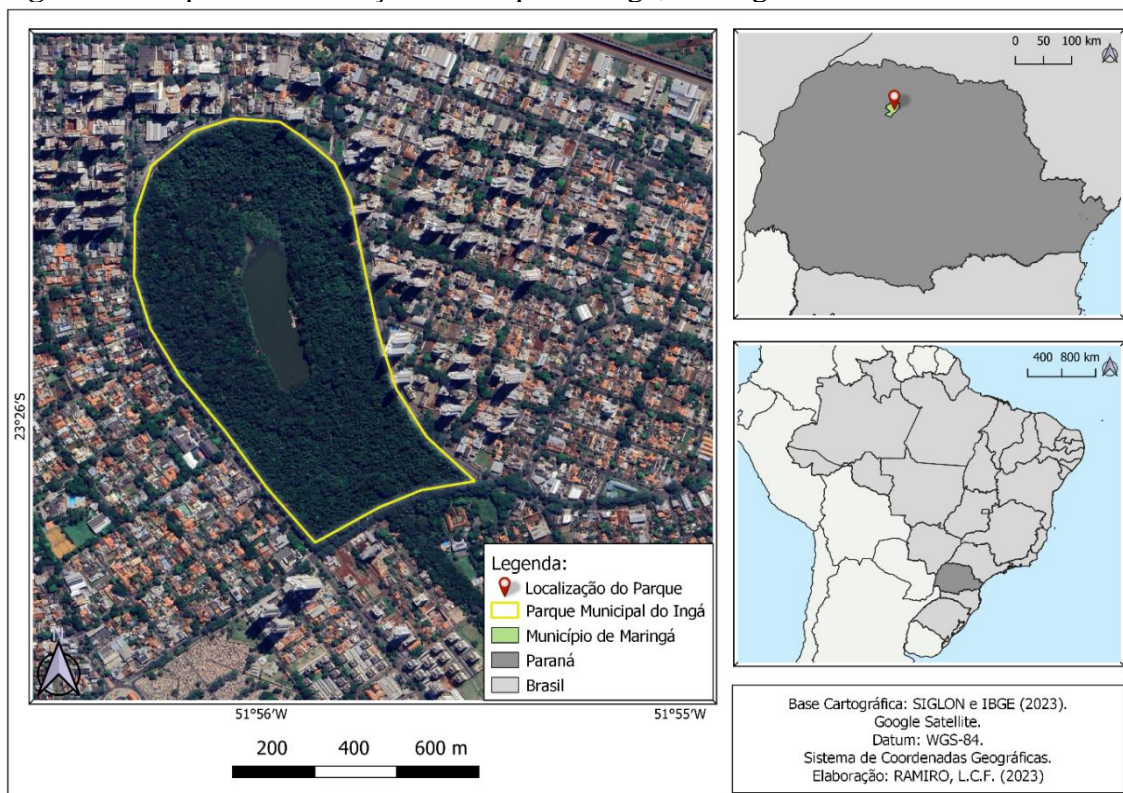 23°26'S
51°56'W
51°55'W
N
200 400 600 m
Legenda:
Localização do Parque
Parque Municipal do Ingá
Município de Maringá
Paraná
Brasil
0 50 100 km
400 800 km
Base Cartográfica: SIGLON e IBGE (2023).
Google Satellite.
Datum: WGS-84.
Sistema de Coordenadas Geográficas.
Elaboração: RAMIRO, L.C.F. (2023)